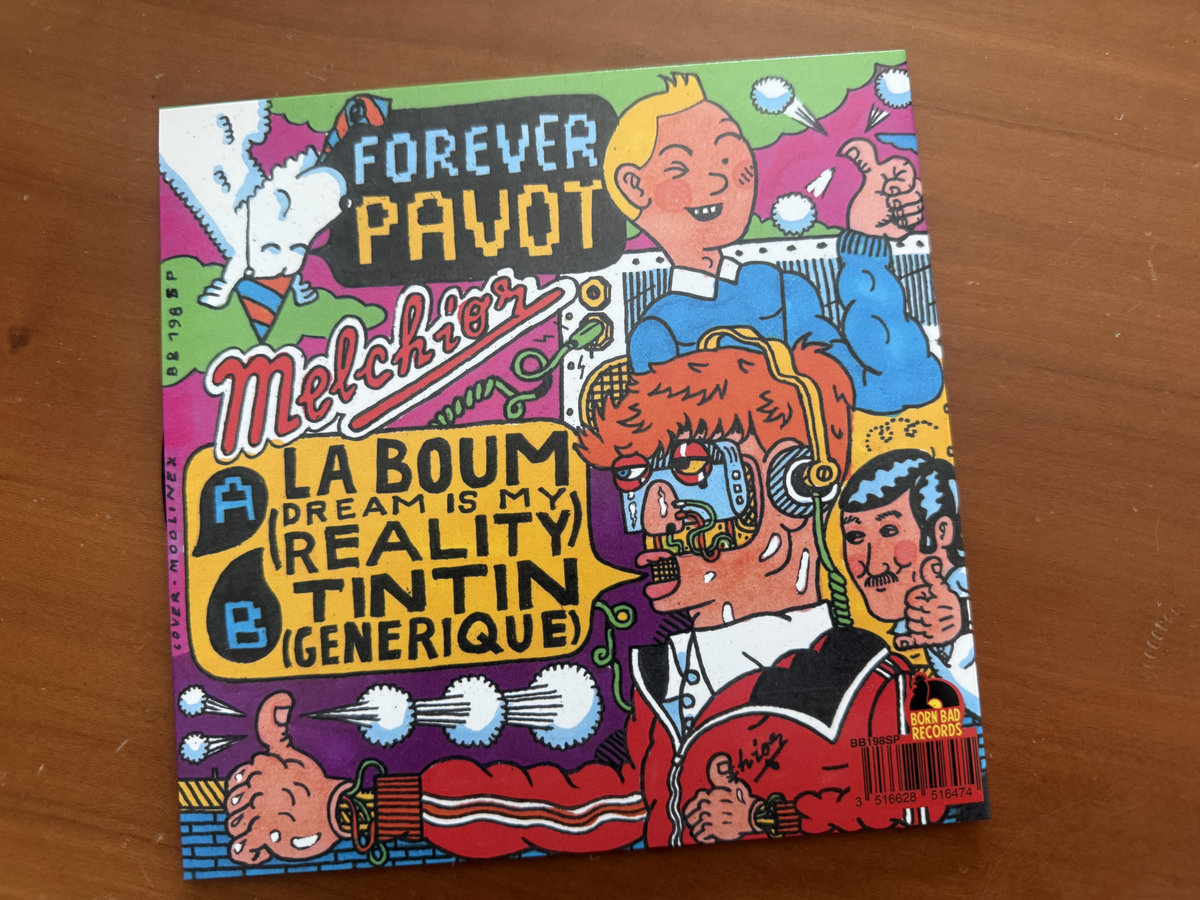 FOREVER
PAVOT
BB 198 SP
Melchior
A
LA BOUM
(DREAM IS MY
REALITY)
B
TINTIN
(GENERIQUE)
COVER - MOOLINEX
chior
BORN BAD
RECORDS
BB198SP
3 516628 516474